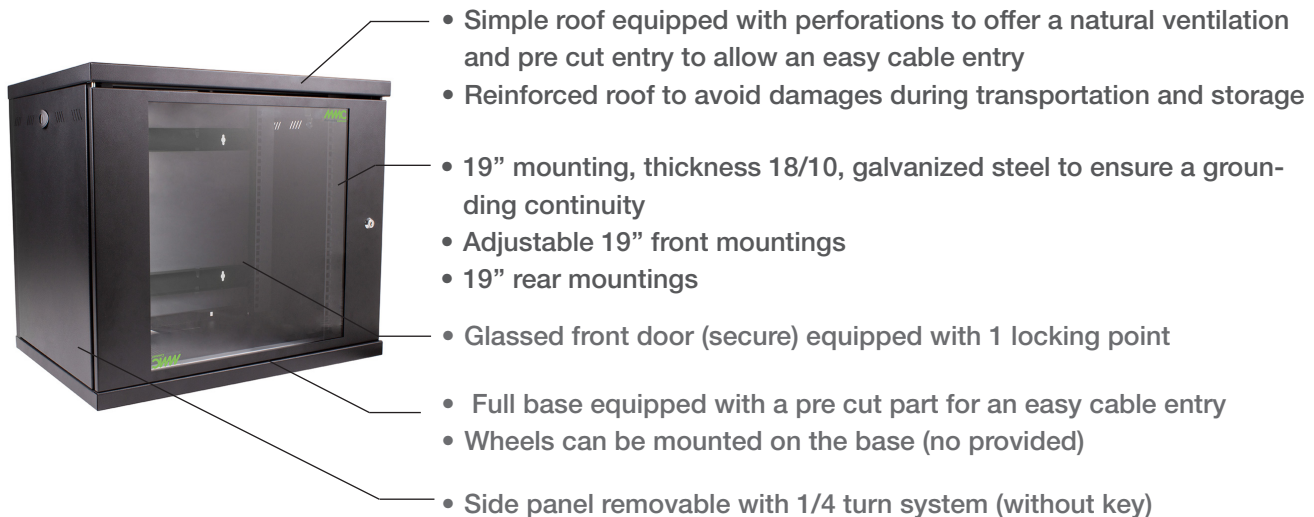 • Simple roof equipped with perforations to offer a natural ventilation
and pre cut entry to allow an easy cable entry
• Reinforced roof to avoid damages during transportation and storage
• 19” mounting, thickness 18/10, galvanized steel to ensure a groun-
ding continuity
• Adjustable 19” front mountings
• 19” rear mountings
• Glassed front door (secure) equipped with 1 locking point
• Full base equipped with a pre cut part for an easy cable entry
• Wheels can be mounted on the base (no provided)
• Side panel removable with 1/4 turn system (without key)